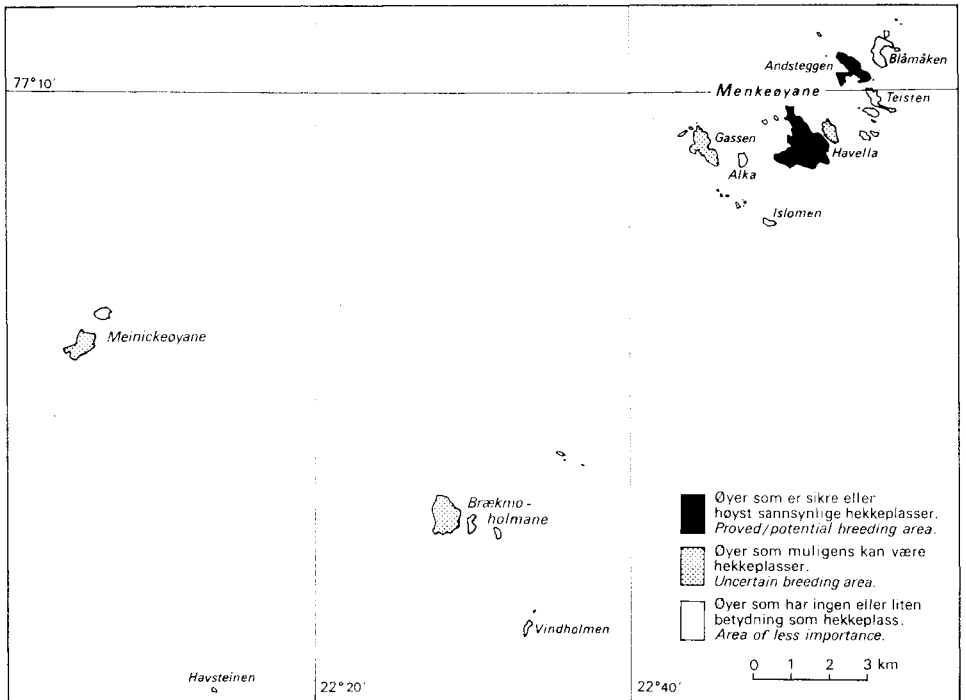 Andsteggen
Blåmåken
77°10′
Menkeøyane
Teisten
Gassen
Havella
Alka
Islomen
Meinickeøyane
Brækmo-
holmane
Øyer som er sikre eller
høyst sannsynlige hekkeplasser.
Proved/potential breeding area.
Øyer som muligens kan være
hekkeplasser.
Uncertain breeding area.
Øyer som har ingen eller liten
betydning som hekkeplass.
Area of less importance.
Vindholmen
0 1 2 3 km
Havsteinen
22°20′
22°40′